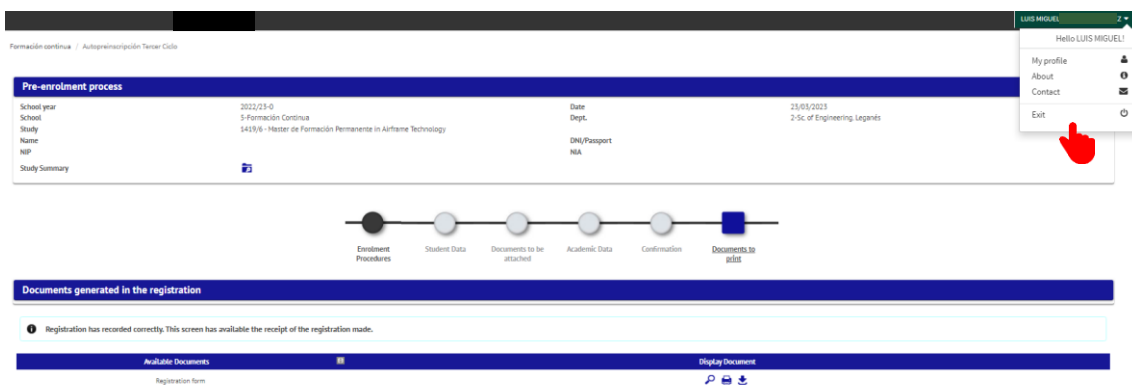 LUIS MIGUEL Z
Hello LUIS MIGUEL!
My profile
About
Contact
Exit
Formación continua / Autopreinscripción Tercer Ciclo
Pre-enrolment process
School year 2022/23-0 Date 23/03/2023
School 5-Formación Continua Dept. 2-Sc. of Engineering. Leganés
Study 1419/6 - Master de Formación Permanente in Airframe Technology
Name DNI/Passport
NIP NIA
Study Summary
Enrolment Procedures
Student Data
Documents to be attached
Academic Data
Confirmation
Documents to print
Documents generated in the registration
Registration has recorded correctly. This screen has available the receipt of the registration made.
Available Documents Display Document
Registration form